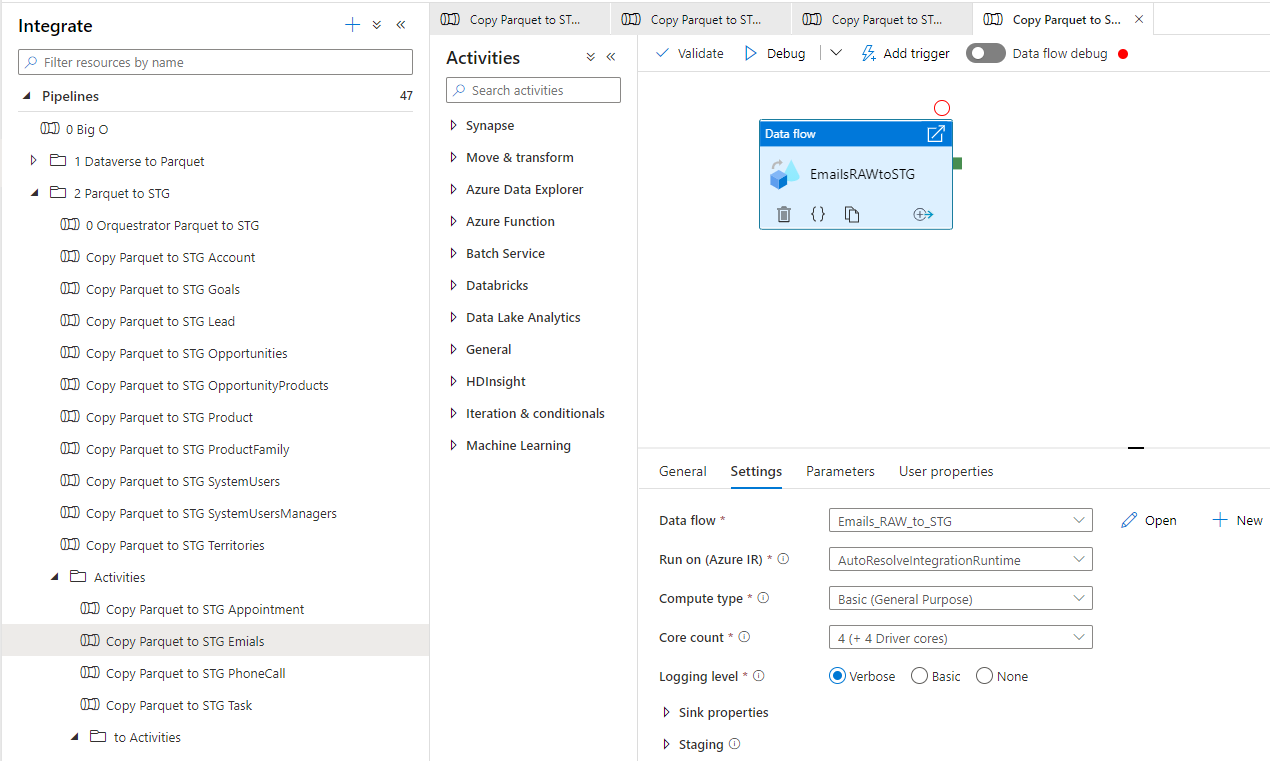 Integrate
Filter resources by name
Pipelines 47
0 Big O
1 Dataverse to Parquet
2 Parquet to STG
0 Orquestrator Parquet to STG
Copy Parquet to STG Account
Copy Parquet to STG Goals
Copy Parquet to STG Lead
Copy Parquet to STG Opportunities
Copy Parquet to STG OpportunityProducts
Copy Parquet to STG Product
Copy Parquet to STG ProductFamily
Copy Parquet to STG SystemUsers
Copy Parquet to STG SystemUsersManagers
Copy Parquet to STG Territories
Activities
Copy Parquet to STG Appointment
Copy Parquet to STG Emials
Copy Parquet to STG PhoneCall
Copy Parquet to STG Task
to Activities
Copy Parquet to STG... Copy Parquet to STG... Copy Parquet to STG... Copy Parquet to S...
Activities
Search activities
Synapse
Move & transform
Azure Data Explorer
Azure Function
Batch Service
Databricks
Data Lake Analytics
General
HDInsight
Iteration & conditionals
Machine Learning
Validate Debug Add trigger Data flow debug
Data flow
EmailsRAWtoSTG
{}
General Settings Parameters User properties
Data flow * Emails_RAW_to_STG Open New
Run on (Azure IR) * AutoResolveIntegrationRuntime
Compute type * Basic (General Purpose)
Core count * 4 (+ 4 Driver cores)
Logging level * Verbose Basic None
Sink properties
Staging